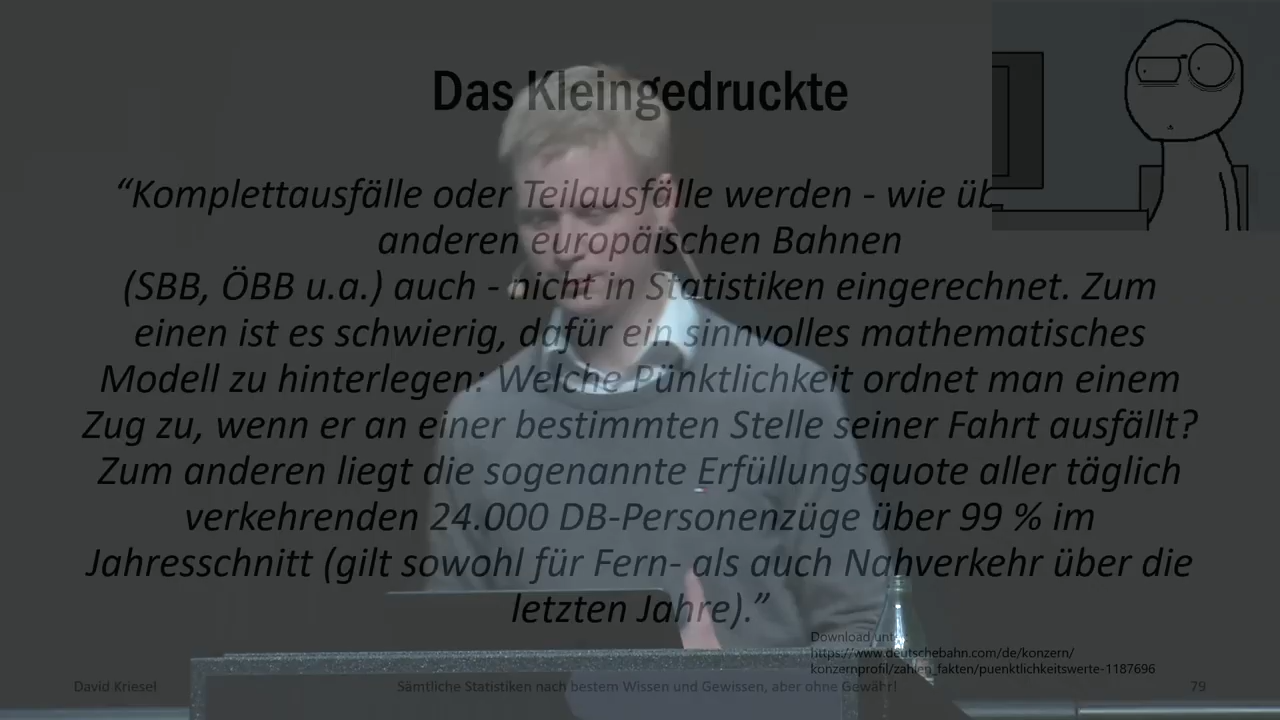 Das Kleingedruckte
“Komplettausfälle oder Teilausfälle werden - wie
anderen europäischen Bahnen
(SBB, ÖBB u.a.) auch - nicht in Statistiken eingerechnet. Zum
einen ist es schwierig, dafür ein sinnvolles mathematisches
Modell zu hinterlegen: Welche Pünktlichkeit ordnet man einem
Zug zu, wenn er an einer bestimmten Stelle seiner Fahrt ausfällt?
Zum anderen liegt die sogenannte Erfüllungsquote aller täglich
verkehrenden 24.000 DB-Personenzüge über 99 % im
Jahresschnitt (gilt sowohl für Fern- als auch Nahverkehr über die
letzten Jahre).”
Download unter:
https://www.deutschebahn.com/de/konzern/
konzernprofil/zahlen_fakten/puenktlichkeitswerte-1187696
David Kriesel
Sämtliche Statistiken nach bestem Wissen und Gewissen, aber ohne Gewähr!
79